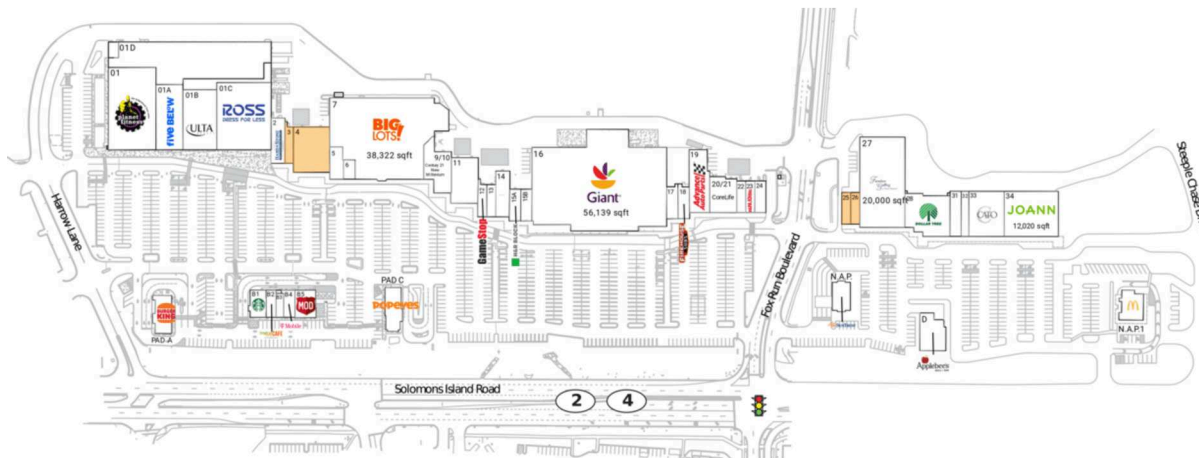 01D
01
planet fitness
01A
five BEL°W
01B
ULTA
01C
ROSS
DRESS FOR LESS
2
3
4
5
6
7
BIG LOTS!
38,322 sqft
9/10
11
12
GameStop
13
14
15A
H&R BLOCK
15B
16
Giant
56,139 sqft
17
18
19
Advance Auto Parts
20/21
CoreLife
22
23
24
25
26
27
20,000 sqft
28
DOLLAR TREE
31
32
33
CATO
34
JOANN
12,020 sqft
Harrow Lane
BURGER KING
PAD-A
B1
B2
B4
B5
MOD
T Mobile
PAD C
POPEYES
Fox Run Boulevard
N.A.P.
D
Applebee's
N.A.P.1
Steeple Chase
Solomons Island Road
2
4